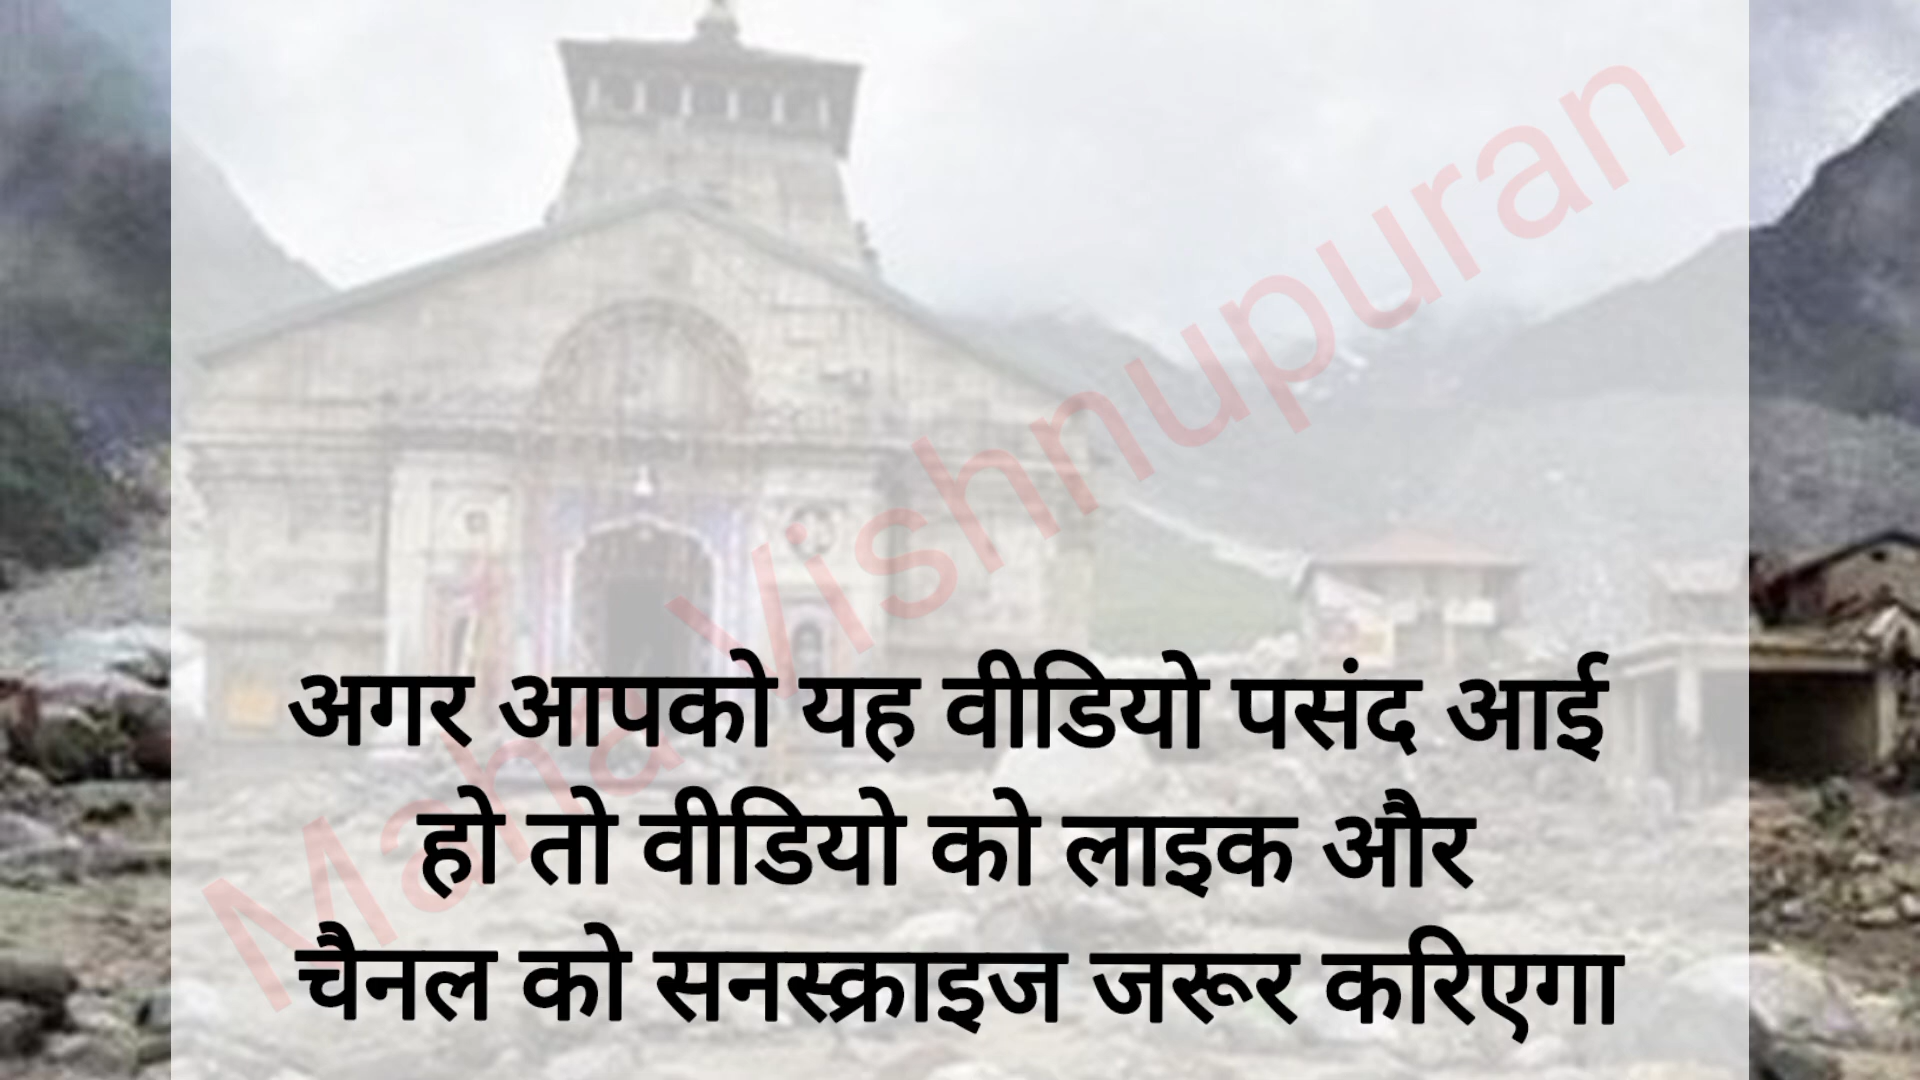 Maha Vishnupuran
अगर आपको यह वीडियो पसंद आई
हो तो वीडियो को लाइक और
चैनल को सनस्क्राइज जरूर करिएगा